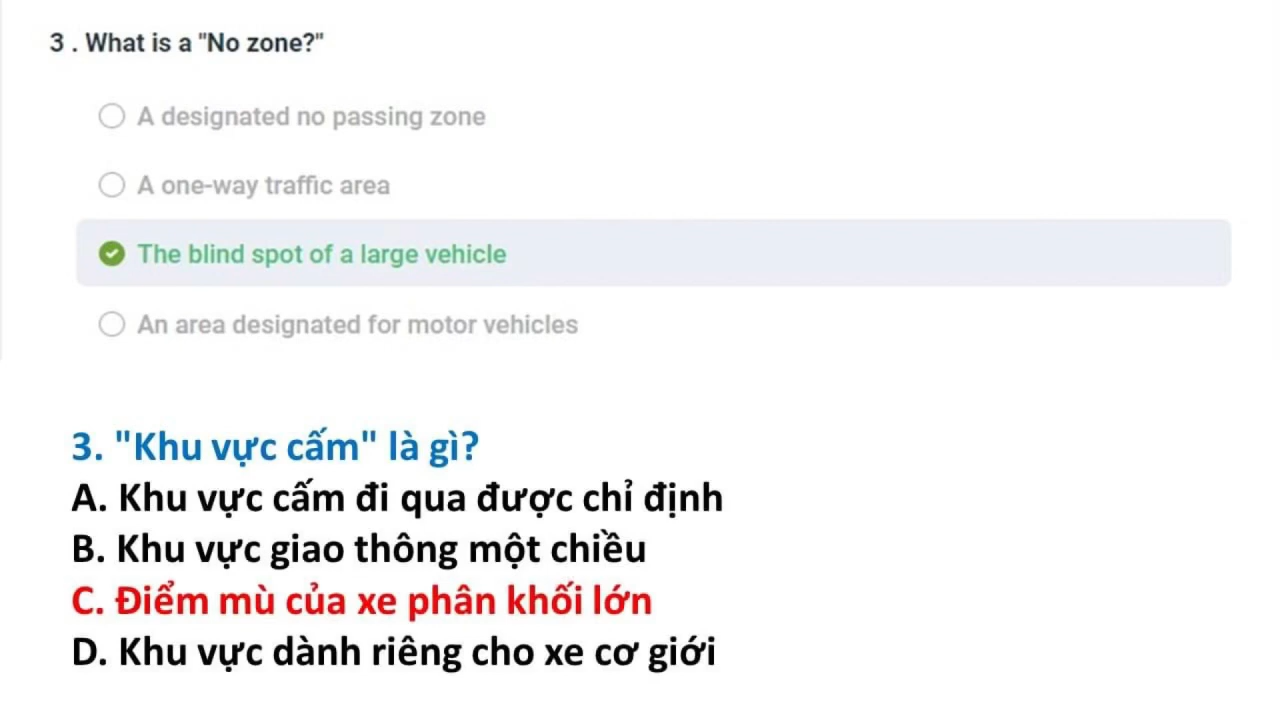 3 . What is a "No zone?"
A designated no passing zone
A one-way traffic area
The blind spot of a large vehicle
An area designated for motor vehicles
3. "Khu vực cấm" là gì?
A. Khu vực cấm đi qua được chỉ định
B. Khu vực giao thông một chiều
C. Điểm mù của xe phân khối lớn
D. Khu vực dành riêng cho xe cơ giới